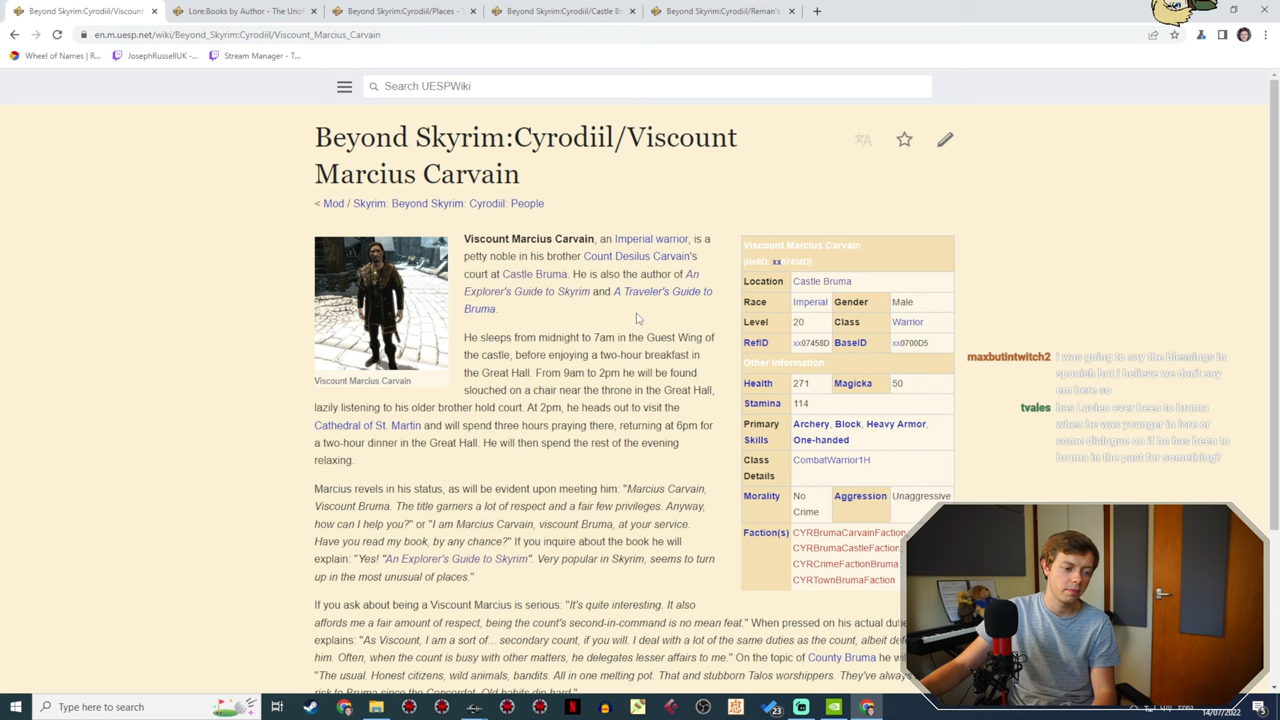 Beyond Skyrim:Cyrodiil/Viscount
Lore:Books by Author - The Uno
Beyond Skyrim:Cyrodiil/Places -
Beyond Skyrim:Cyrodiil/Castle Br
Beyond Skyrim:Cyrodiil/Reman's
en.m.uesp.net/wiki/Beyond_Skyrim:Cyrodiil/Viscount_Marcius_Carvain
Wheel of Names | R...
JosephRussellUK -...
Stream Manager - T...
Search UESPWiki
Beyond Skyrim:Cyrodiil/Viscount
Marcius Carvain
< Mod / Skyrim: Beyond Skyrim: Cyrodiil: People
Viscount Marcius Carvain
Viscount Marcius Carvain, an Imperial warrior, is a
petty noble in his brother Count Desilus Carvain's
court at Castle Bruma. He is also the author of An
Explorer's Guide to Skyrim and A Traveler's Guide to
Bruma.
He sleeps from midnight to 7am in the Guest Wing of
the castle, before enjoying a two-hour breakfast in
the Great Hall. From 9am to 2pm he will be found
slouched on a chair near the throne in the Great Hall,
lazily listening to his older brother hold court. At 2pm, he heads out to visit the
Cathedral of St. Martin and will spend three hours praying there, returning at 6pm for
a two-hour dinner in the Great Hall. He will then spend the rest of the evening
relaxing.
Marcius revels in his status, as will be evident upon meeting him: "Marcius Carvain,
Viscount Bruma. The title garners a lot of respect and a fair few privileges. Anyway,
how can I help you?" or "I am Marcius Carvain, viscount Bruma, at your service.
Have you read my book, by any chance?" If you inquire about the book he will
explain: "Yes! "An Explorer's Guide to Skyrim". Very popular in Skyrim, seems to turn
up in the most unusual of places."
If you ask about being a Viscount Marcius is serious: "It's quite interesting. It also
affords me a fair amount of respect, being the count's second-in-command is no mean feat." When pressed on his actual dutie
explains: "As Viscount, I am a sort of... secondary count, if you will. I deal with a lot of the same duties as the count, albeit def
him. Often, when the count is busy with other matters, he delegates lesser affairs to me." On the topic of County Bruma he wi
"The usual. Honest citizens, wild animals, bandits. All in one melting pot. That and stubborn Talos worshippers. They've always
risk to Bruma since the Concordat. Old habits die hard."
Viscount Marcius Carvain
(RefID: xx07458D)
Location Castle Bruma
Race Imperial Gender Male
Level 20 Class Warrior
RefID xx07458D BaseID xx0700D5
Other Information
Health 271 Magicka 50
Stamina 114
Primary Skills Archery, Block, Heavy Armor,
One-handed
Class Details CombatWarrior1H
Morality No Crime Aggression Unaggressive
Faction(s) CYRBrumaCarvainFaction;
CYRBrumaCastleFaction;
CYRCrimeFactionBruma
CYRTownBrumaFaction
maxbutintwitch2 i was going to say the blessings in
spanish but i believe we don't say
em here so
tvales has Lucien ever been to bruma
when he was younger in lore or
some dialogue on if he has been to
bruma in the past for something?
Type here to search
23
ENG
14/07/2022